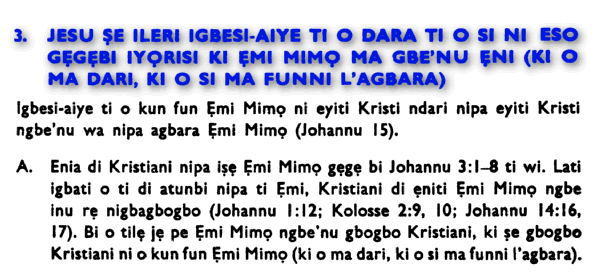 3. JESU ṢE ILERI IGBESI-AIYE TI O DARA TI O SI NI ESO
GẸGẸBI IYỌRISI KI ẸMI MIMỌ MA GBE'NU ẸNI (KI O
MA DARI, KI O SI MA FUNNI L'AGBARA)
Igbesi-aiye ti o kun fun Ẹmi Mimọ ni eyiti Kristi ndari nipa eyiti Kristi
ngbe'nu wa nipa agbara Ẹmi Mimọ (Johannu 15).
A. Enia di Kristiani nipa iṣẹ Ẹmi Mimọ gẹgẹ bi Johannu 3:1–8 ti wi. Lati
igbati o ti di atunbi nipa ti Ẹmi, Kristiani di ẹniti Ẹmi Mimọ ngbe
inu rẹ nigbagbogbo (Johannu 1:12; Kolosse 2:9, 10; Johannu 14:16,
17). Bi o tilẹ jẹ pe Ẹmi Mimọ ngbe'nu gbogbo Kristiani, ki ṣe gbogbo
Kristiani ni o kun fun Ẹmi Mimọ (ki o ma dari, ki o si ma funni l'agbara).